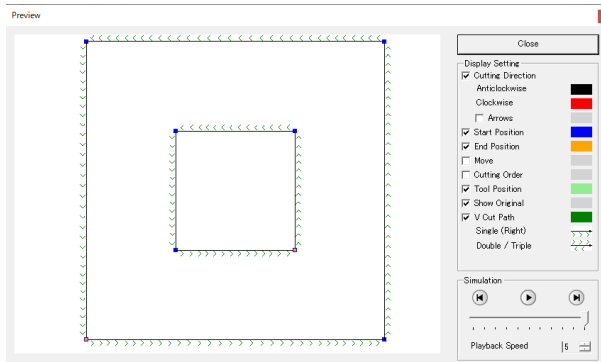 Preview
Close
Display Setting
Cutting Direction
Anticlockwise
Clockwise
Arrows
Start Position
End Position
Move
Cutting Order
Tool Position
Show Original
V Cut Path
Single (Right)
Double / Triple
Simulation
Playback Speed 5